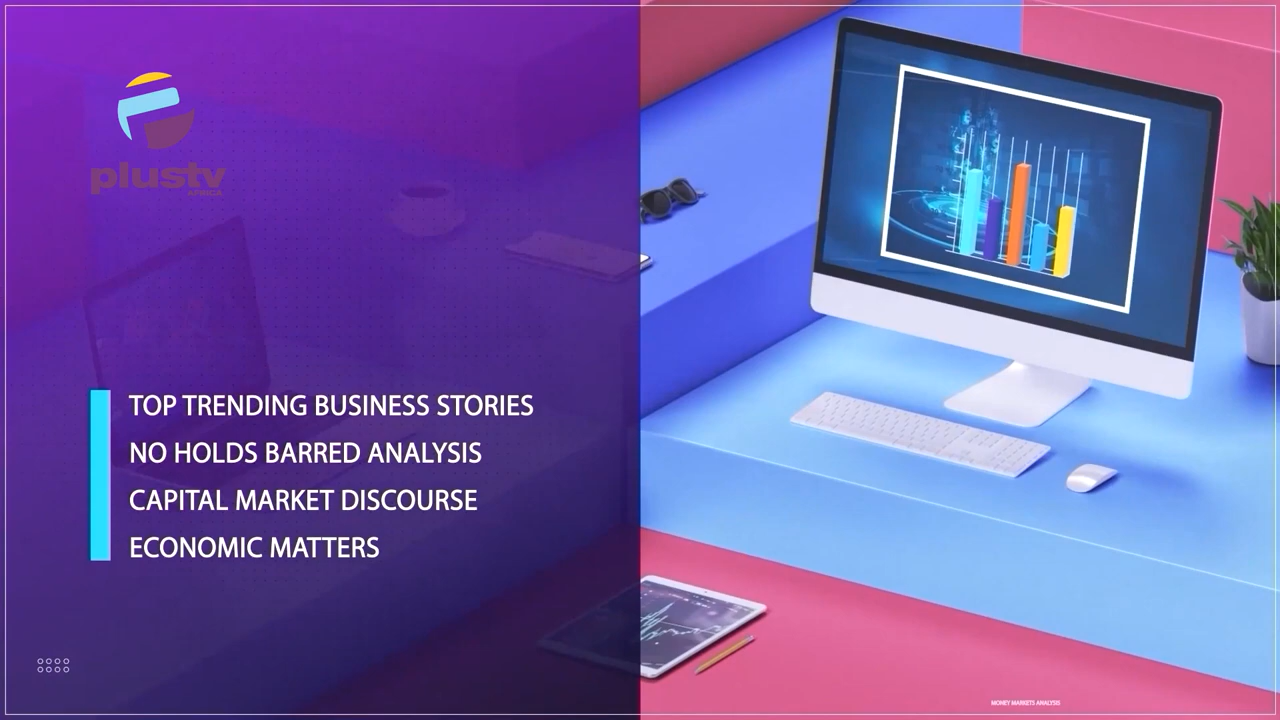 plustv
AFRICA
TOP TRENDING BUSINESS STORIES
NO HOLDS BARRED ANALYSIS
CAPITAL MARKET DISCOURSE
ECONOMIC MATTERS
MONEY MARKETS ANALYSIS